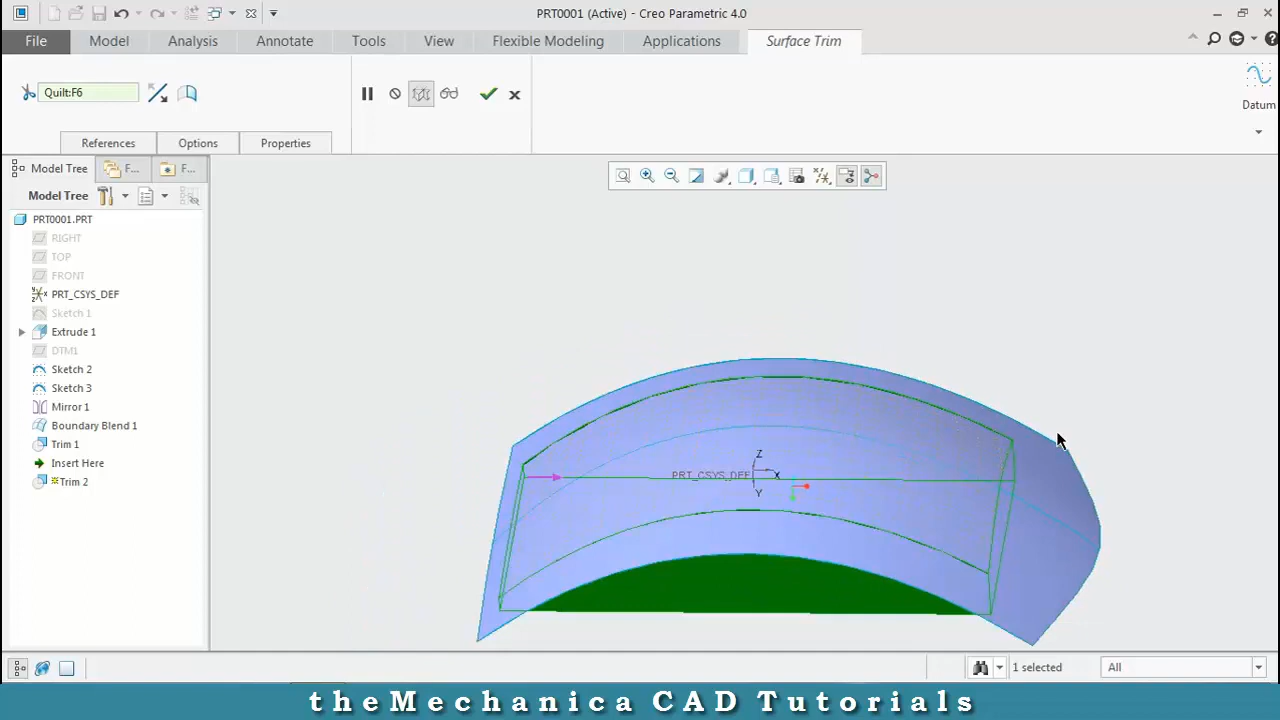 PRT0001 (Active) - Creo Parametric 4.0
File Model Analysis Annotate Tools View Flexible Modeling Applications Surface Trim
Quilt:F6
Datum
References Options Properties
Model Tree F... F...
Model Tree
PRT0001.PRT
RIGHT
TOP
FRONT
PRT_CSYS_DEF
Sketch 1
Extrude 1
DTM1
Sketch 2
Sketch 3
Mirror 1
Boundary Blend 1
Trim 1
Insert Here
Trim 2
Z
PRT_CSYS_DEF X
Y
1 selected All
theMechanica CAD Tutorials